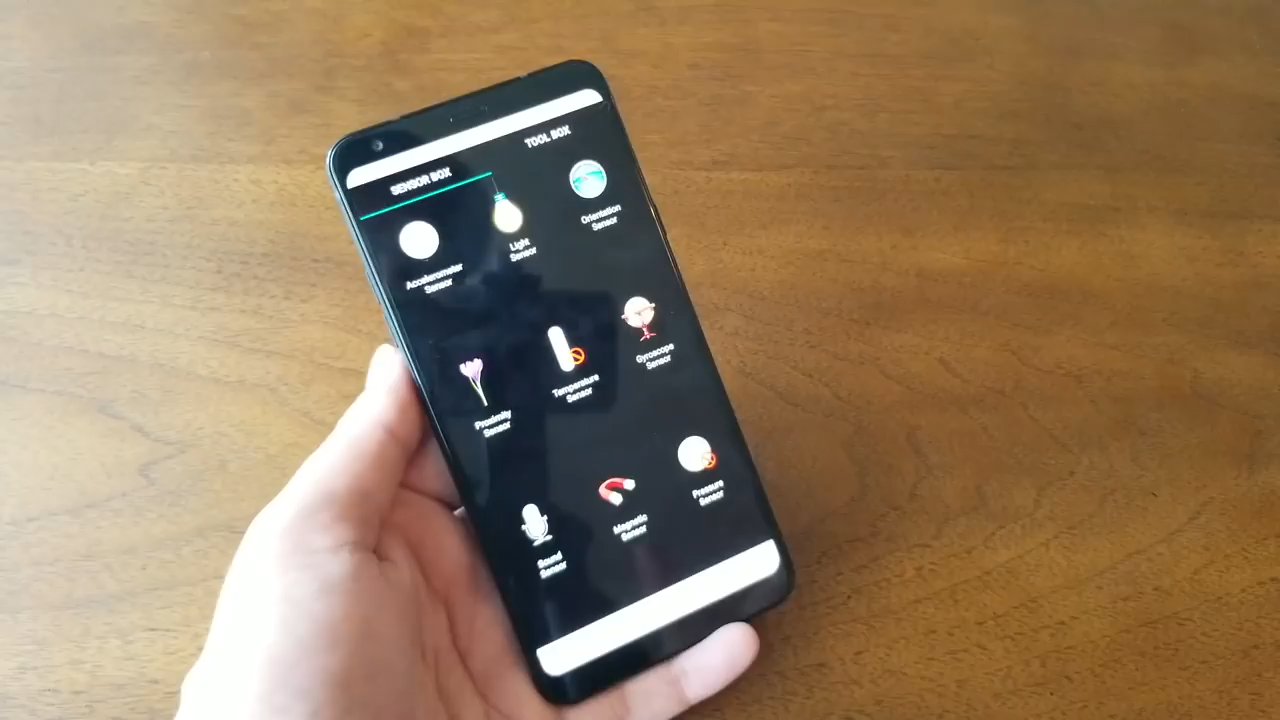 SENSOR BOX
TOOL BOX
Accelerometer
Sensor
Light
Sensor
Orientation
Sensor
Proximity
Sensor
Temperature
Sensor
Gyroscope
Sensor
Sound
Sensor
Magnetic
Sensor
Pressure
Sensor